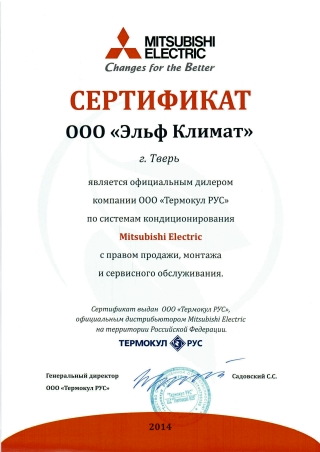 MITSUBISHI
ELECTRIC
Changes for the Better
СЕРТИФИКАТ
ООО «Эльф Климат»
г. Тверь
является официальным дилером
компании ООО «Термокул РУС»
по системам кондиционирования
Mitsubishi Electric
с правом продажи, монтажа
и сервисного обслуживания.
Сертификат выдан ООО «Термокул РУС»,
официальным дистрибьютором Mitsubishi Electric
на территории Российской Федерации.
ТЕРМОКУЛ РУС
Генеральный директор Садовский С.С.
ООО «Термокул РУС»
2014